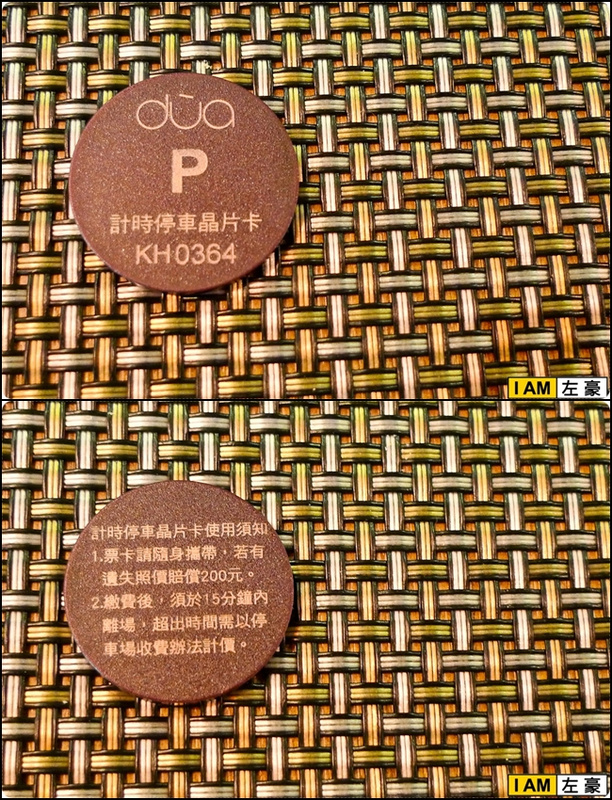 dūa
P
計時停車晶片卡
KH0364
I AM 左豪
計時停車晶片卡使用須知
1.票卡請隨身攜帶，若有
遺失照價賠償200元。
2.繳費後，須於15分鐘內
離場，超出時間需以停
車場收費辦法計價。
I AM 左豪